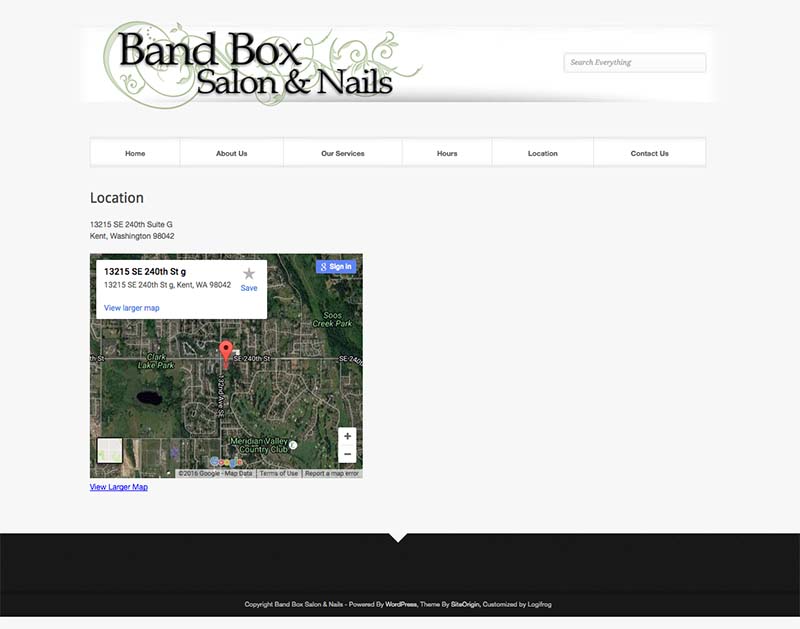 Band Box
Salon & Nails
Search Everything
Home
About Us
Our Services
Hours
Location
Contact Us
Location
13215 SE 240th Suite G
Kent, Washington 98042
13215 SE 240th St g
13215 SE 240th St g, Kent, WA 98042
Save
View larger map
Sign in
Soos
Creek Park
Clark
Lake Park
th St
SE 240th St
SE 240th
132nd Ave SE
Meridian Valley
Country Club
+
−
Google
©2016 Google - Map Data
Terms of Use
Report a map error
View Larger Map
Copyright Band Box Salon & Nails - Powered By WordPress, Theme By SiteOrigin, Customized by Logifrog